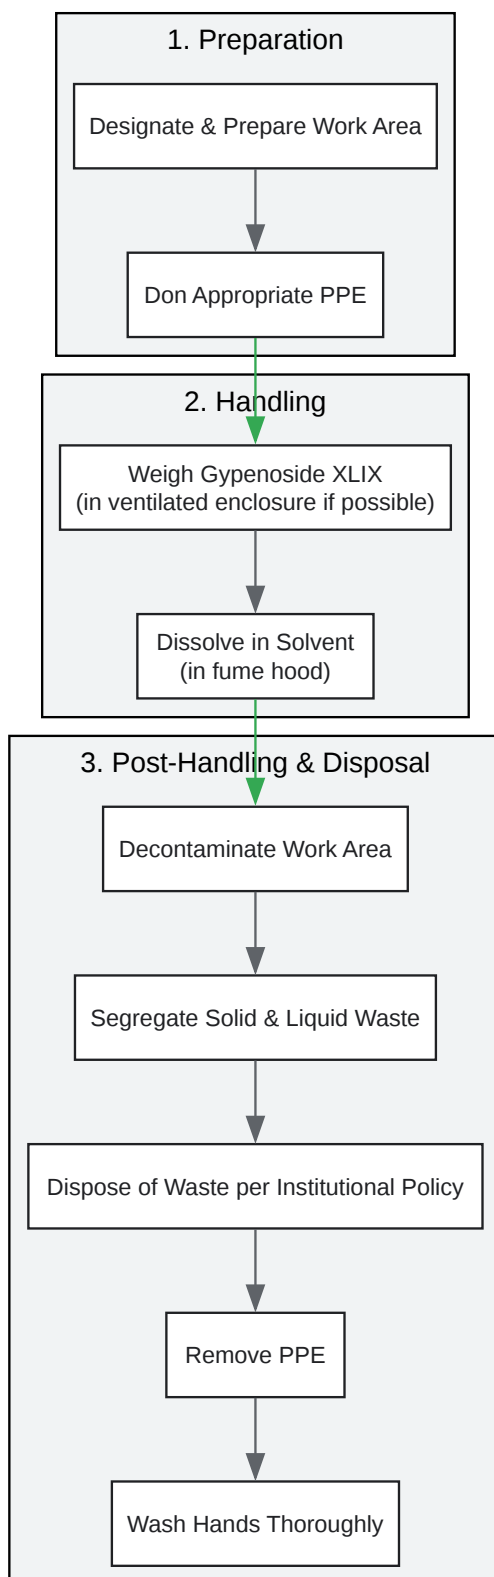 1. Preparation
Designate & Prepare Work Area
Don Appropriate PPE
2. Handling
Weigh Gypenoside XLIX
(in ventilated enclosure if possible)
Dissolve in Solvent
(in fume hood)
3. Post-Handling & Disposal
Decontaminate Work Area
Segregate Solid & Liquid Waste
Dispose of Waste per Institutional Policy
Remove PPE
Wash Hands Thoroughly